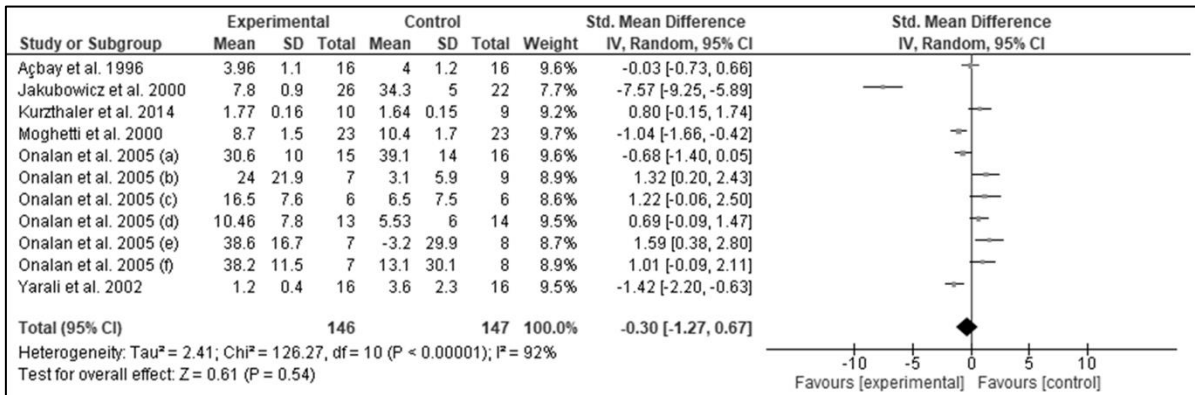 Experimental Control Std. Mean Difference Std. Mean Difference
Study or Subgroup Mean SD Total Mean SD Total Weight IV, Random, 95% CI IV, Random, 95% CI
Açbay et al. 1996 3.96 1.1 16 4 1.2 16 9.6% -0.03 [-0.73, 0.66]
Jakubowicz et al. 2000 7.8 0.9 26 34.3 5 22 7.7% -7.57 [-9.25, -5.89]
Kurzthaler et al. 2014 1.77 0.16 10 1.64 0.15 9 9.2% 0.80 [-0.15, 1.74]
Moghetti et al. 2000 8.7 1.5 23 10.4 1.7 23 9.7% -1.04 [-1.66, -0.42]
Onalan et al. 2005 (a) 30.6 10 15 39.1 14 16 9.6% -0.68 [-1.40, 0.05]
Onalan et al. 2005 (b) 24 21.9 7 3.1 5.9 9 8.9% 1.32 [0.20, 2.43]
Onalan et al. 2005 (c) 16.5 7.6 6 6.5 7.5 6 8.6% 1.22 [-0.06, 2.50]
Onalan et al. 2005 (d) 10.46 7.8 13 5.53 6 14 9.5% 0.69 [-0.09, 1.47]
Onalan et al. 2005 (e) 38.6 16.7 7 -3.2 29.9 8 8.7% 1.59 [0.38, 2.80]
Onalan et al. 2005 (f) 38.2 11.5 7 13.1 30.1 8 8.9% 1.01 [-0.09, 2.11]
Yarali et al. 2002 1.2 0.4 16 3.6 2.3 16 9.5% -1.42 [-2.20, -0.63]
Total (95% CI) 146 147 100.0% -0.30 [-1.27, 0.67]
Heterogeneity: Tau² = 2.41; Chi² = 126.27, df = 10 (P < 0.00001); I² = 92%
Test for overall effect: Z = 0.61 (P = 0.54)
-10 -5 0 5 10
Favours [experimental] Favours [control]